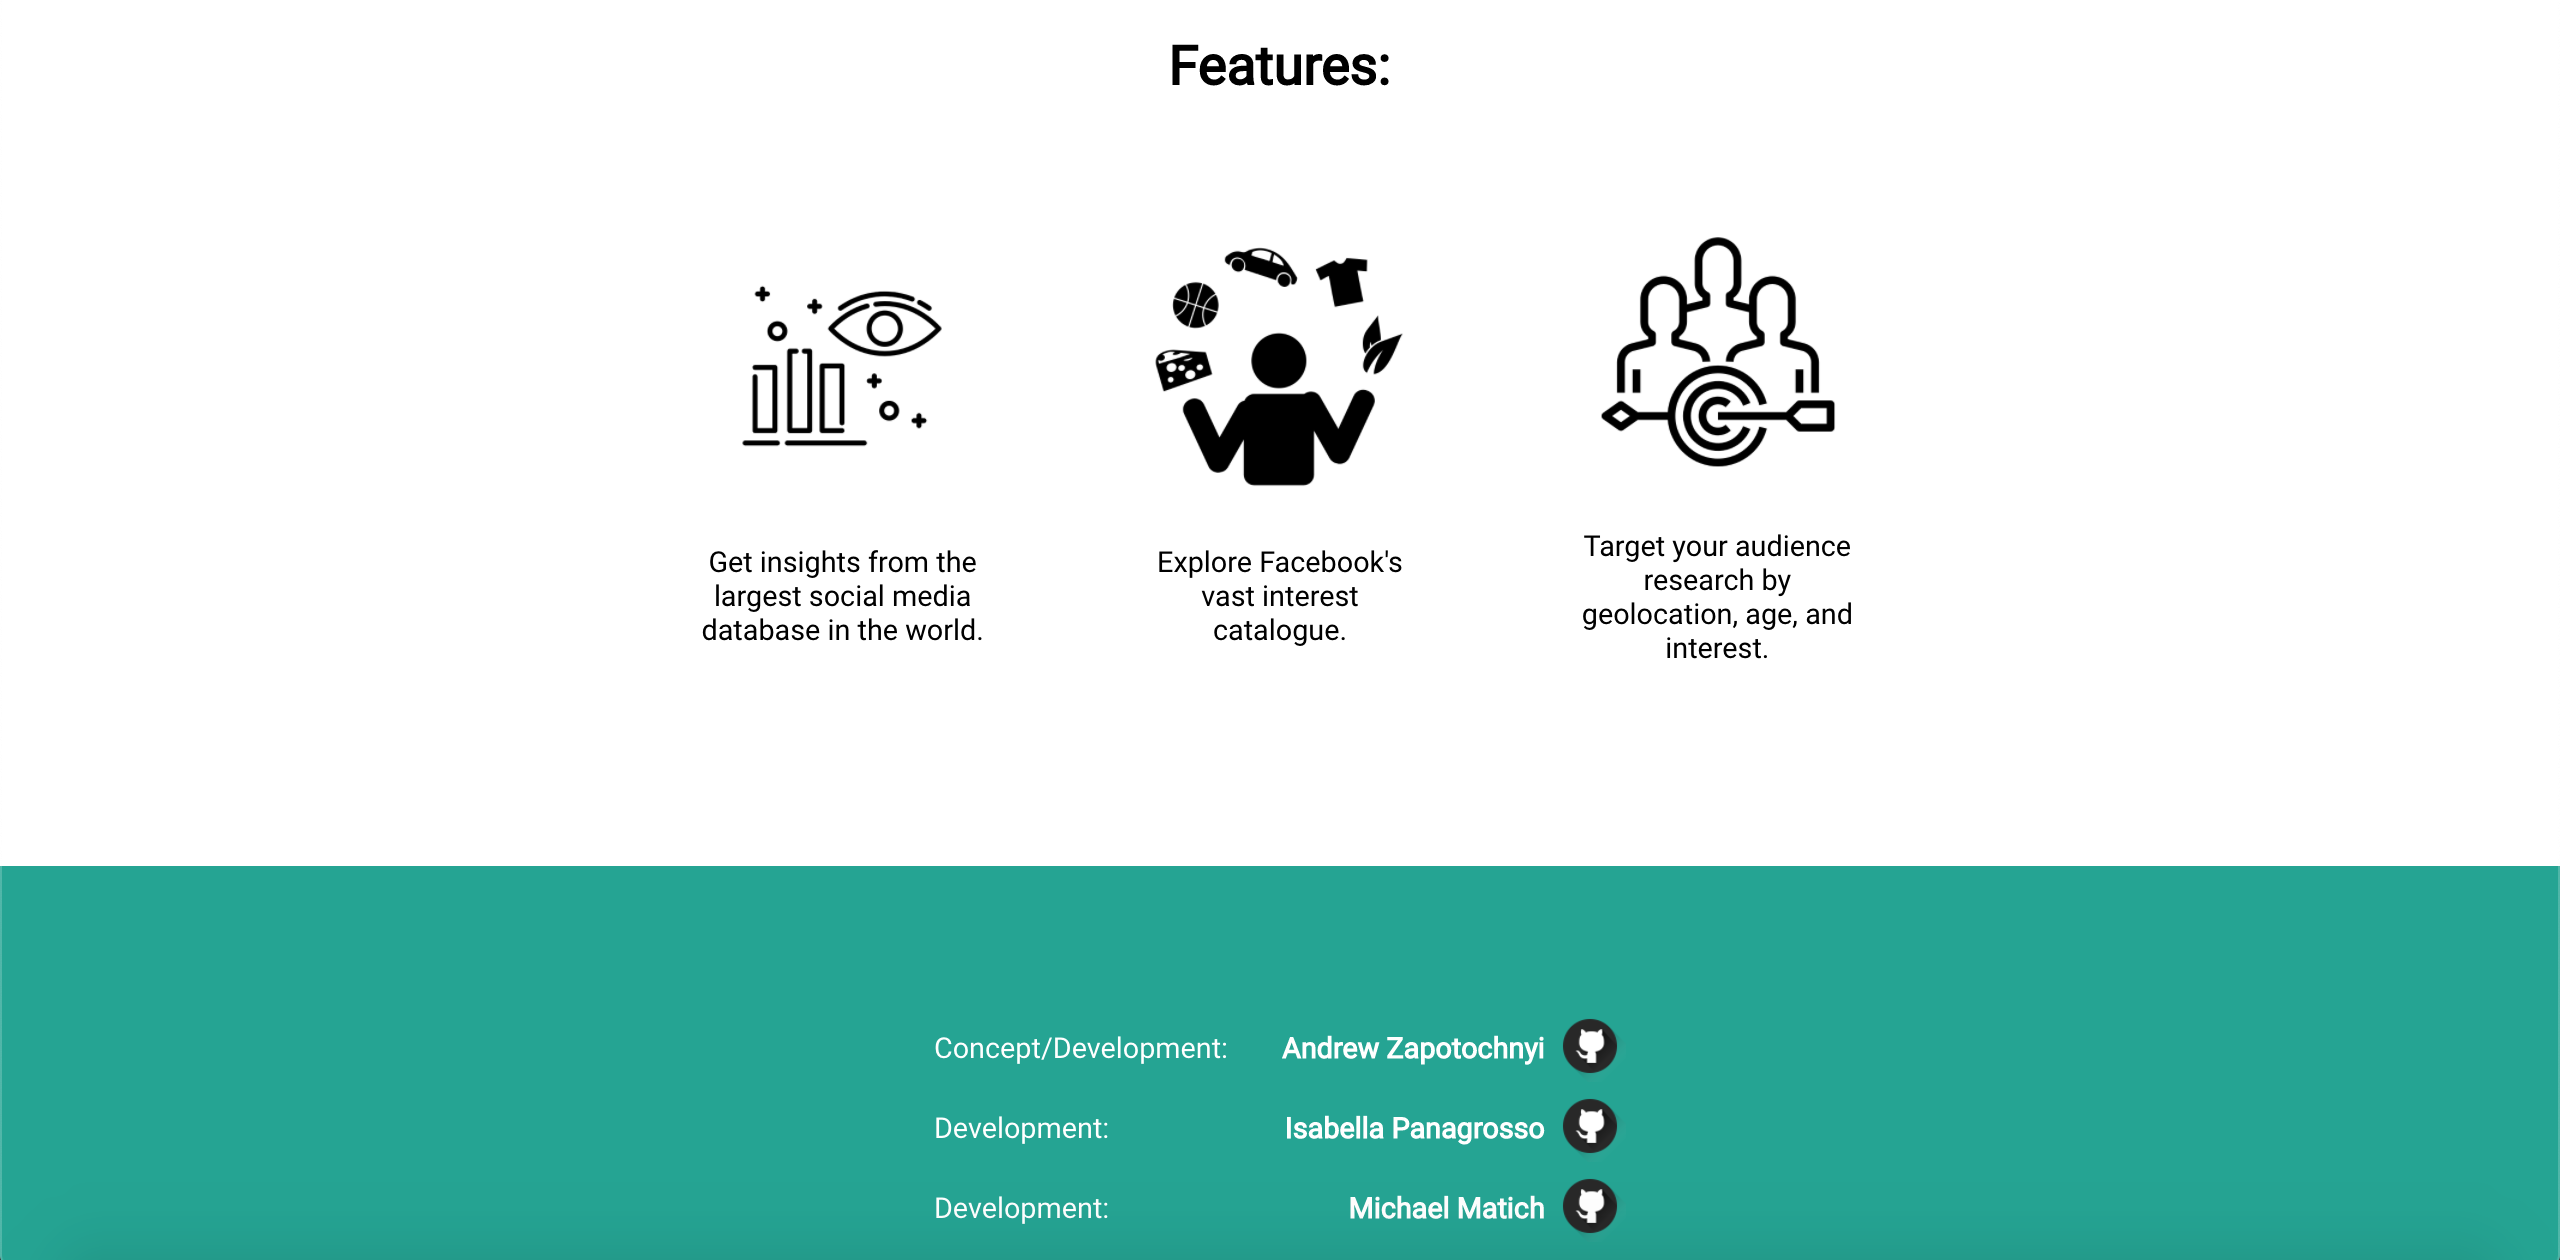 Features:
Get insights from the
largest social media
database in the world.
Explore Facebook's
vast interest
catalogue.
Target your audience
research by
geolocation, age, and
interest.
Concept/Development: Andrew Zapotochnyi
Development: Isabella Panagrosso
Development: Michael Matich